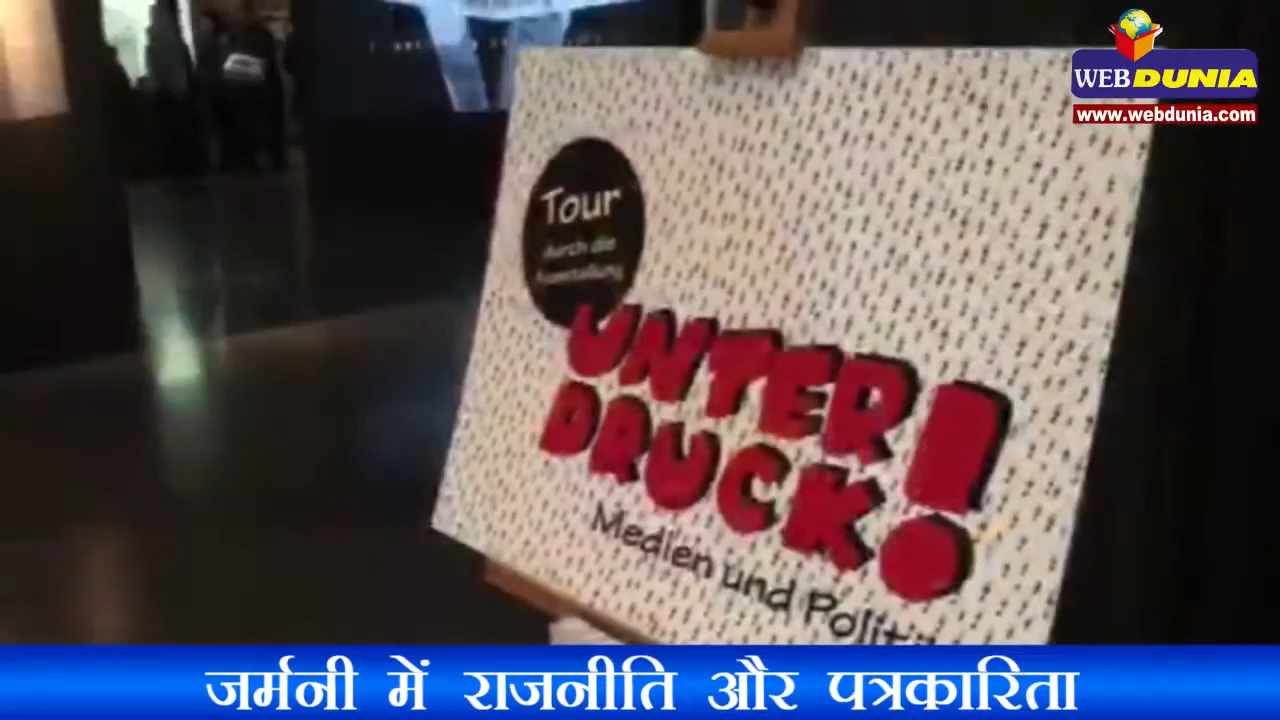 WEBDUNIA
www.webdunia.com
Tour
durch die
Ausstellung
UNTER
DRUCK!
Medien und Politik
जर्मनी में राजनीति और पत्रकारिता